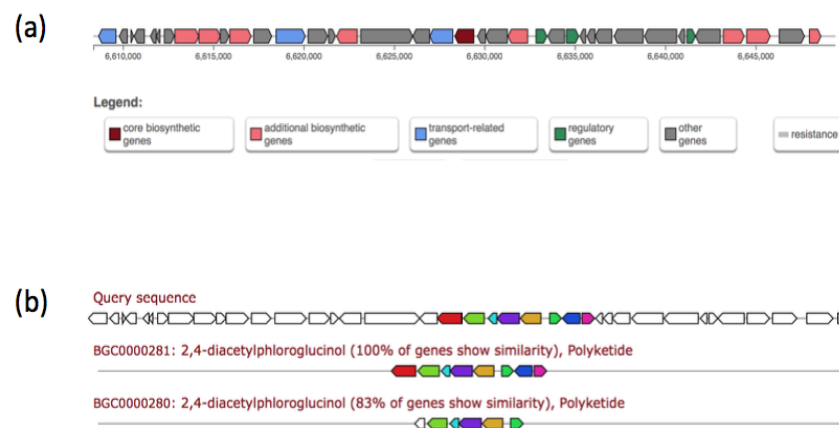 (a)
6,610,000 6,615,000 6,620,000 6,625,000 6,630,000 6,635,000 6,640,000 6,645,000
Legend:
core biosynthetic genes
additional biosynthetic genes
transport-related genes
regulatory genes
other genes
resistance
(b)
Query sequence
BGC0000281: 2,4-diacetylphloroglucinol (100% of genes show similarity), Polyketide
BGC0000280: 2,4-diacetylphloroglucinol (83% of genes show similarity), Polyketide